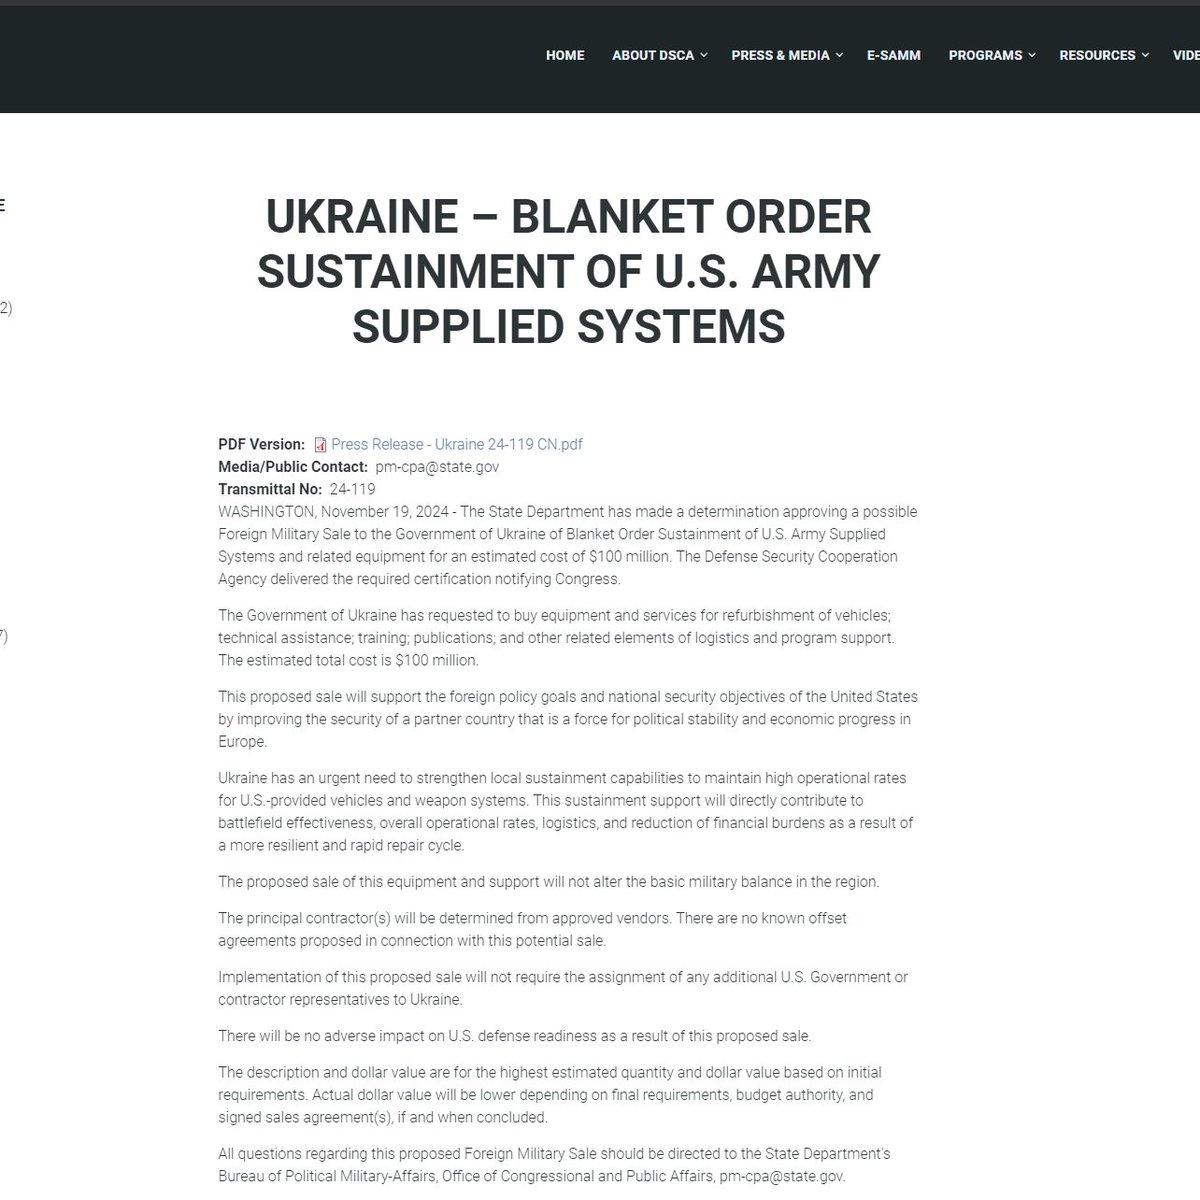 HOME ABOUT DSCA PRESS & MEDIA E-SAMM PROGRAMS RESOURCES VIDE
E
2)
7)
UKRAINE – BLANKET ORDER
SUSTAINMENT OF U.S. ARMY
SUPPLIED SYSTEMS
PDF Version: Press Release - Ukraine 24-119 CN.pdf
Media/Public Contact: pm-cpa@state.gov
Transmittal No: 24-119
WASHINGTON, November 19, 2024 - The State Department has made a determination approving a possible
Foreign Military Sale to the Government of Ukraine of Blanket Order Sustainment of U.S. Army Supplied
Systems and related equipment for an estimated cost of $100 million. The Defense Security Cooperation
Agency delivered the required certification notifying Congress.
The Government of Ukraine has requested to buy equipment and services for refurbishment of vehicles;
technical assistance; training; publications; and other related elements of logistics and program support.
The estimated total cost is $100 million.
This proposed sale will support the foreign policy goals and national security objectives of the United States
by improving the security of a partner country that is a force for political stability and economic progress in
Europe.
Ukraine has an urgent need to strengthen local sustainment capabilities to maintain high operational rates
for U.S.-provided vehicles and weapon systems. This sustainment support will directly contribute to
battlefield effectiveness, overall operational rates, logistics, and reduction of financial burdens as a result of
a more resilient and rapid repair cycle.
The proposed sale of this equipment and support will not alter the basic military balance in the region.
The principal contractor(s) will be determined from approved vendors. There are no known offset
agreements proposed in connection with this potential sale.
Implementation of this proposed sale will not require the assignment of any additional U.S. Government or
contractor representatives to Ukraine.
There will be no adverse impact on U.S. defense readiness as a result of this proposed sale.
The description and dollar value are for the highest estimated quantity and dollar value based on initial
requirements. Actual dollar value will be lower depending on final requirements, budget authority, and
signed sales agreement(s), if and when concluded.
All questions regarding this proposed Foreign Military Sale should be directed to the State Department's
Bureau of Political Military-Affairs, Office of Congressional and Public Affairs, pm-cpa@state.gov.